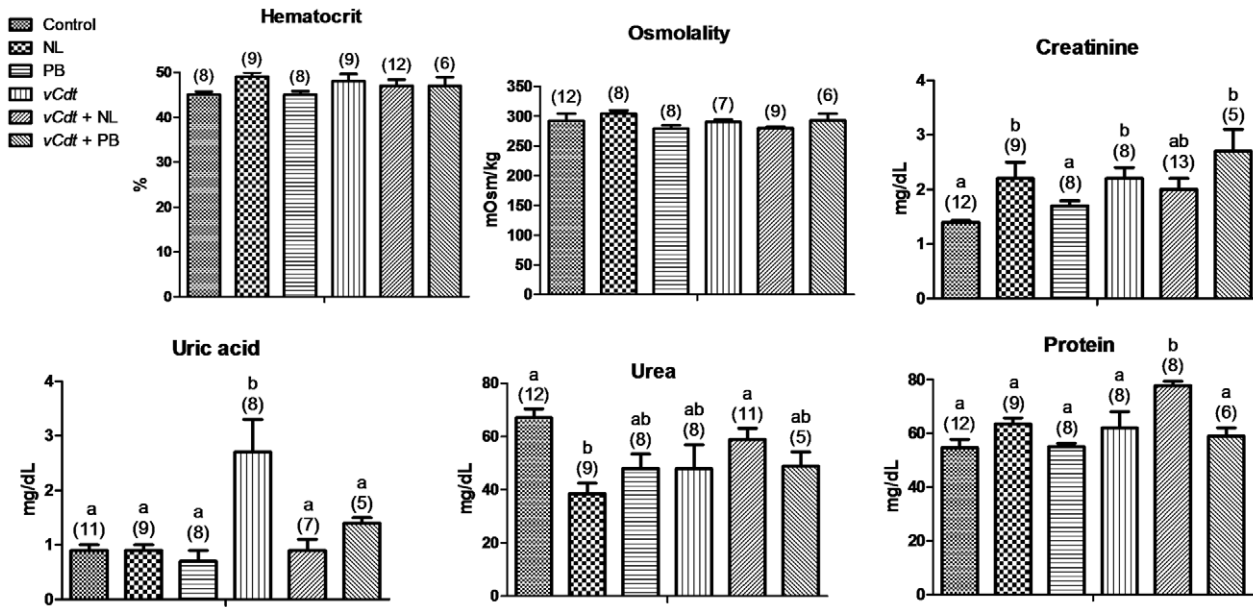 Control
NL
PB
vCdt
vCdt + NL
vCdt + PB
Hematocrit
%
50
40
30
20
10
0
(8)
(9)
(8)
(9)
(12)
(6)
Osmolality
mOsm/kg
350
300
250
200
150
100
50
0
(12)
(8)
(8)
(7)
(9)
(6)
Creatinine
mg/dL
4
3
2
1
0
a
(12)
b
(9)
a
(8)
b
(8)
ab
(13)
b
(5)
Uric acid
mg/dL
4
3
2
1
0
a
(11)
a
(9)
a
(8)
b
(8)
a
(7)
a
(5)
Urea
mg/dL
80
60
40
20
0
a
(12)
b
(9)
ab
(8)
ab
(8)
a
(11)
ab
(5)
Protein
mg/dL
80
60
40
20
0
a
(12)
a
(9)
a
(8)
a
(8)
b
(8)
a
(6)